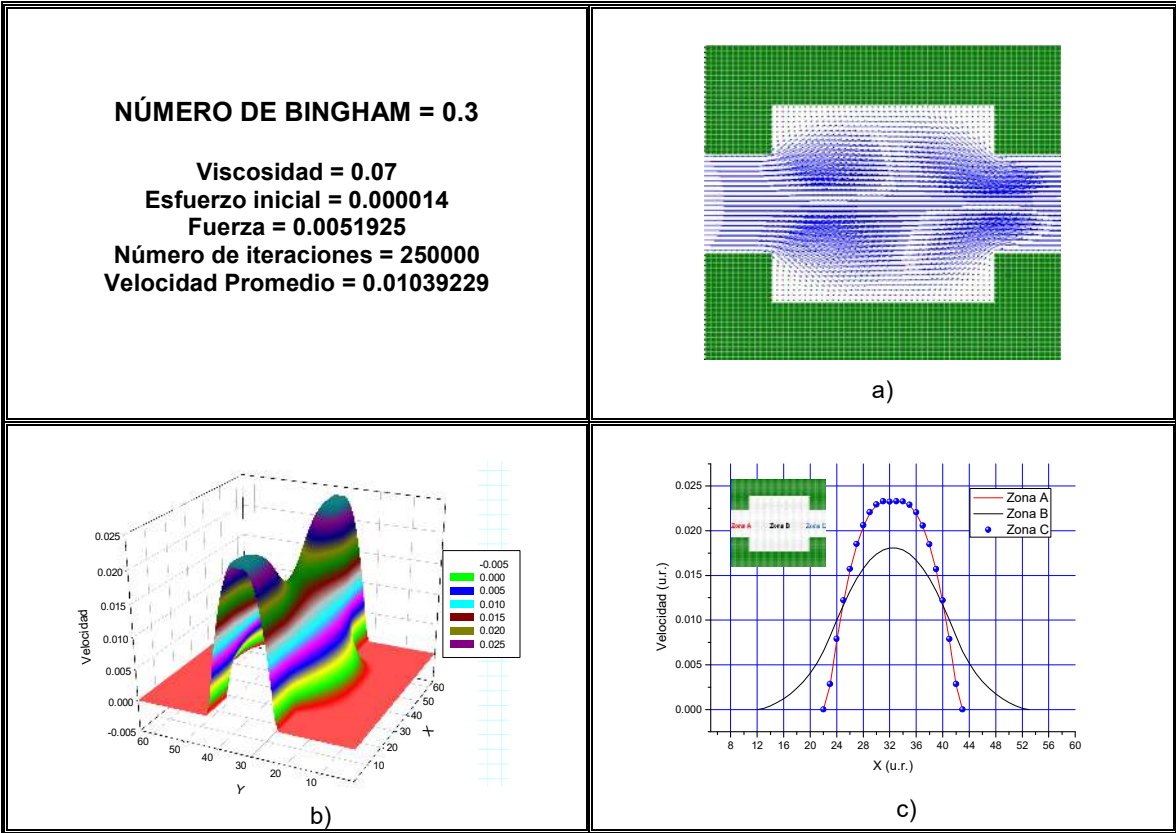 NÚMERO DE BINGHAM = 0.3
Viscosidad = 0.07
Esfuerzo inicial = 0.000014
Fuerza = 0.0051925
Número de iteraciones = 250000
Velocidad Promedio = 0.01039229
a)
Velocidad
0.025
0.020
0.015
0.010
0.005
0.000
-0.005
60
50
40
30
20
10
Y
10
20
30
40
50
60
X
-0.005
0.000
0.005
0.010
0.015
0.020
0.025
b)
Velocidad (u.r.)
0.025
0.020
0.015
0.010
0.005
0.000
Zona A
Zona B
Zona C
Zona A
Zona B
Zona C
8 12 16 20 24 28 32 36 40 44 48 52 56 60
X (u.r.)
c)